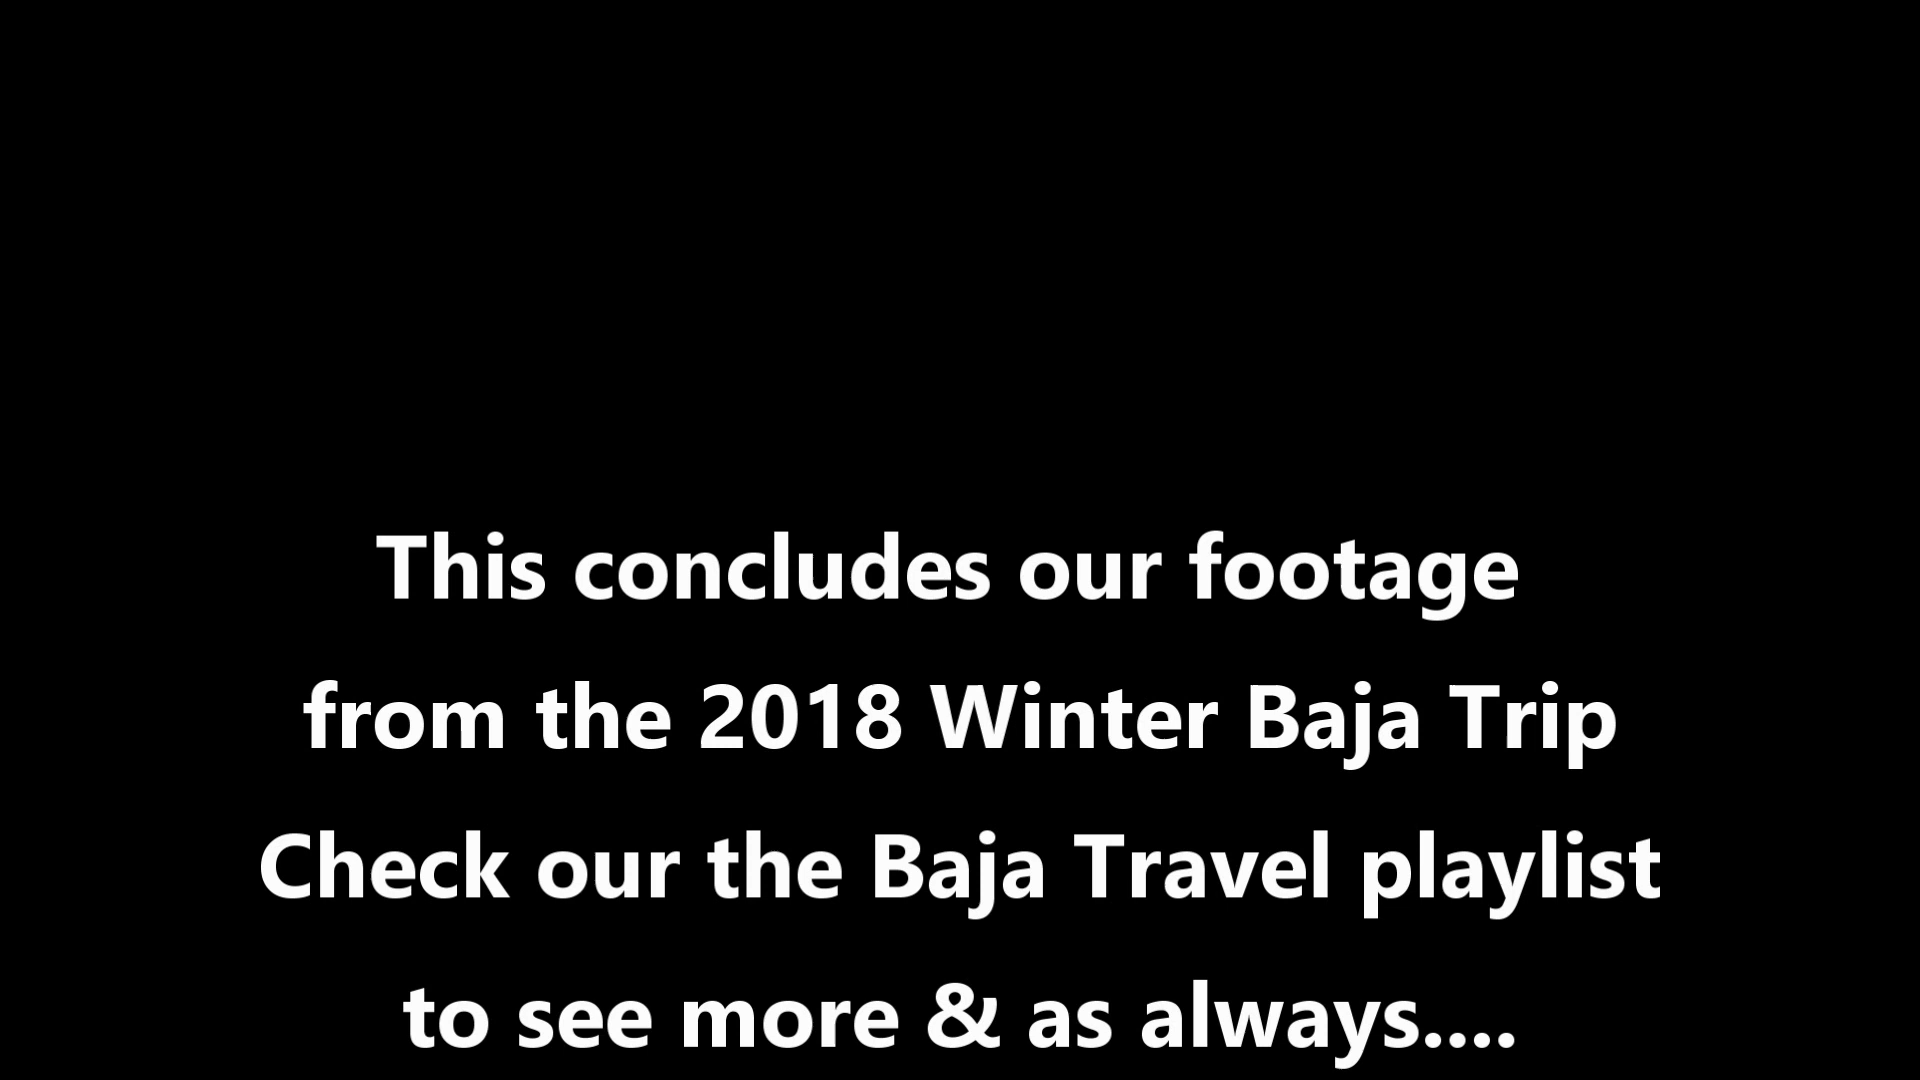 This concludes our footage
from the 2018 Winter Baja Trip
Check our the Baja Travel playlist
to see more & as always....